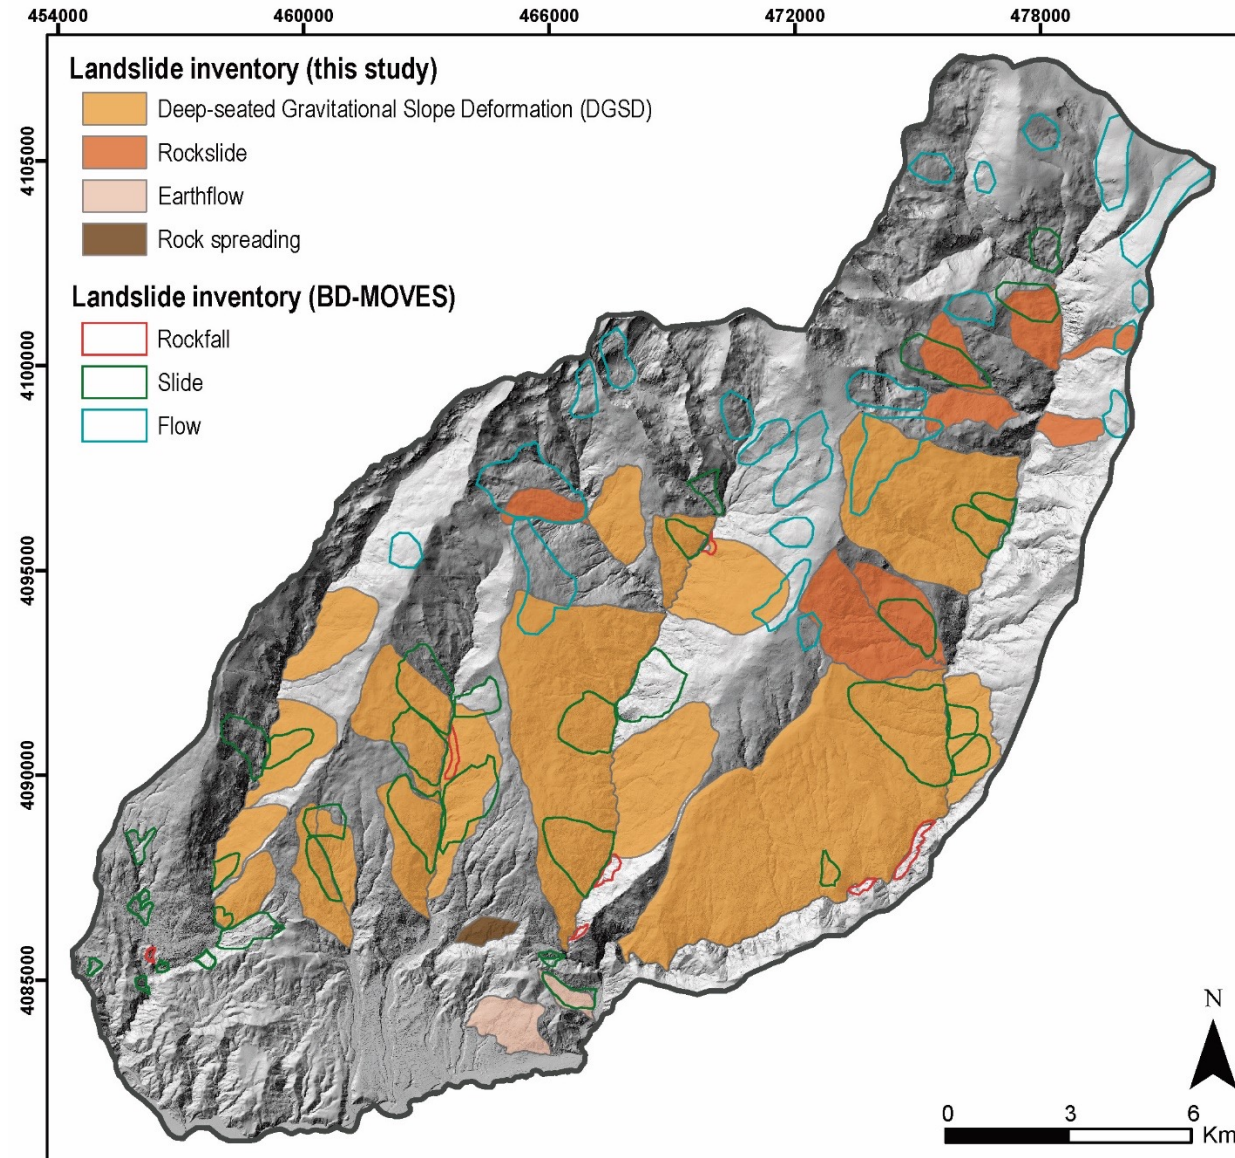 454000 460000 466000 472000 478000
Landslide inventory (this study)
Deep-seated Gravitational Slope Deformation (DGSD)
Rockslide
Earthflow
Rock spreading
Landslide inventory (BD-MOVES)
Rockfall
Slide
Flow
4105000
4100000
4095000
4090000
4085000
N
0 3 6
Km